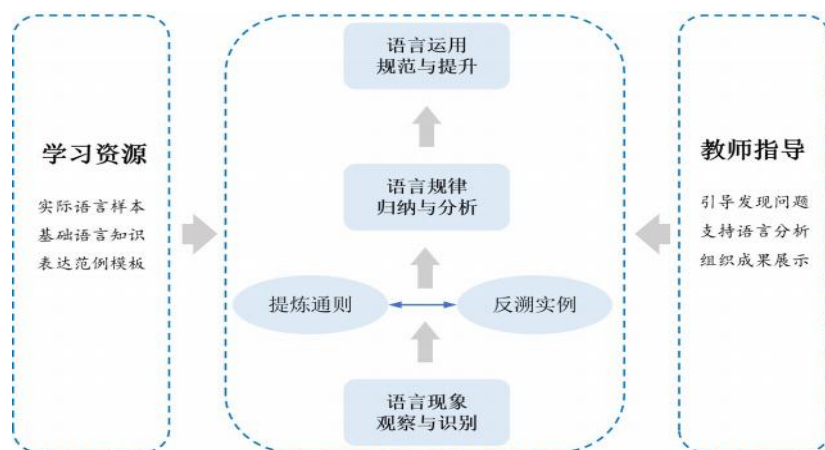 学习资源
实际语言样本
基础语言知识
表达范例模板
语言运用
规范与提升
语言规律
归纳与分析
提炼通则
反溯实例
语言现象
观察与识别
教师指导
引导发现问题
支持语言分析
组织成果展示